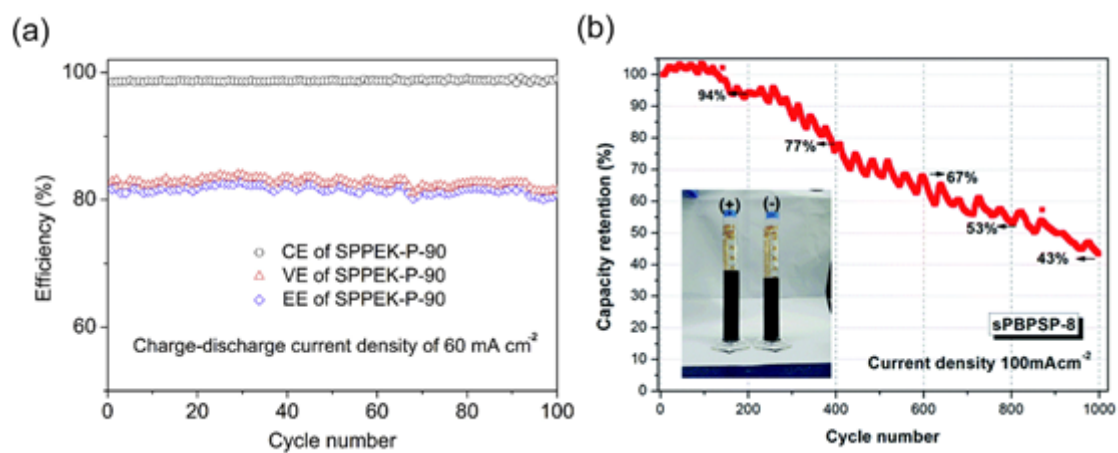 (a)
100
80
60
Efficiency (%)
CE of SPPEK-P-90
VE of SPPEK-P-90
EE of SPPEK-P-90
Charge-discharge current density of 60 mA cm-2
0 20 40 60 80 100
Cycle number
(b)
100
90
80
70
60
50
40
30
20
10
0
Capacity retention (%)
94%
77%
67%
53%
43%
(+) (-)
sPBPSP-8
Current density 100mAcm-2
0 200 400 600 800 1000
Cycle number